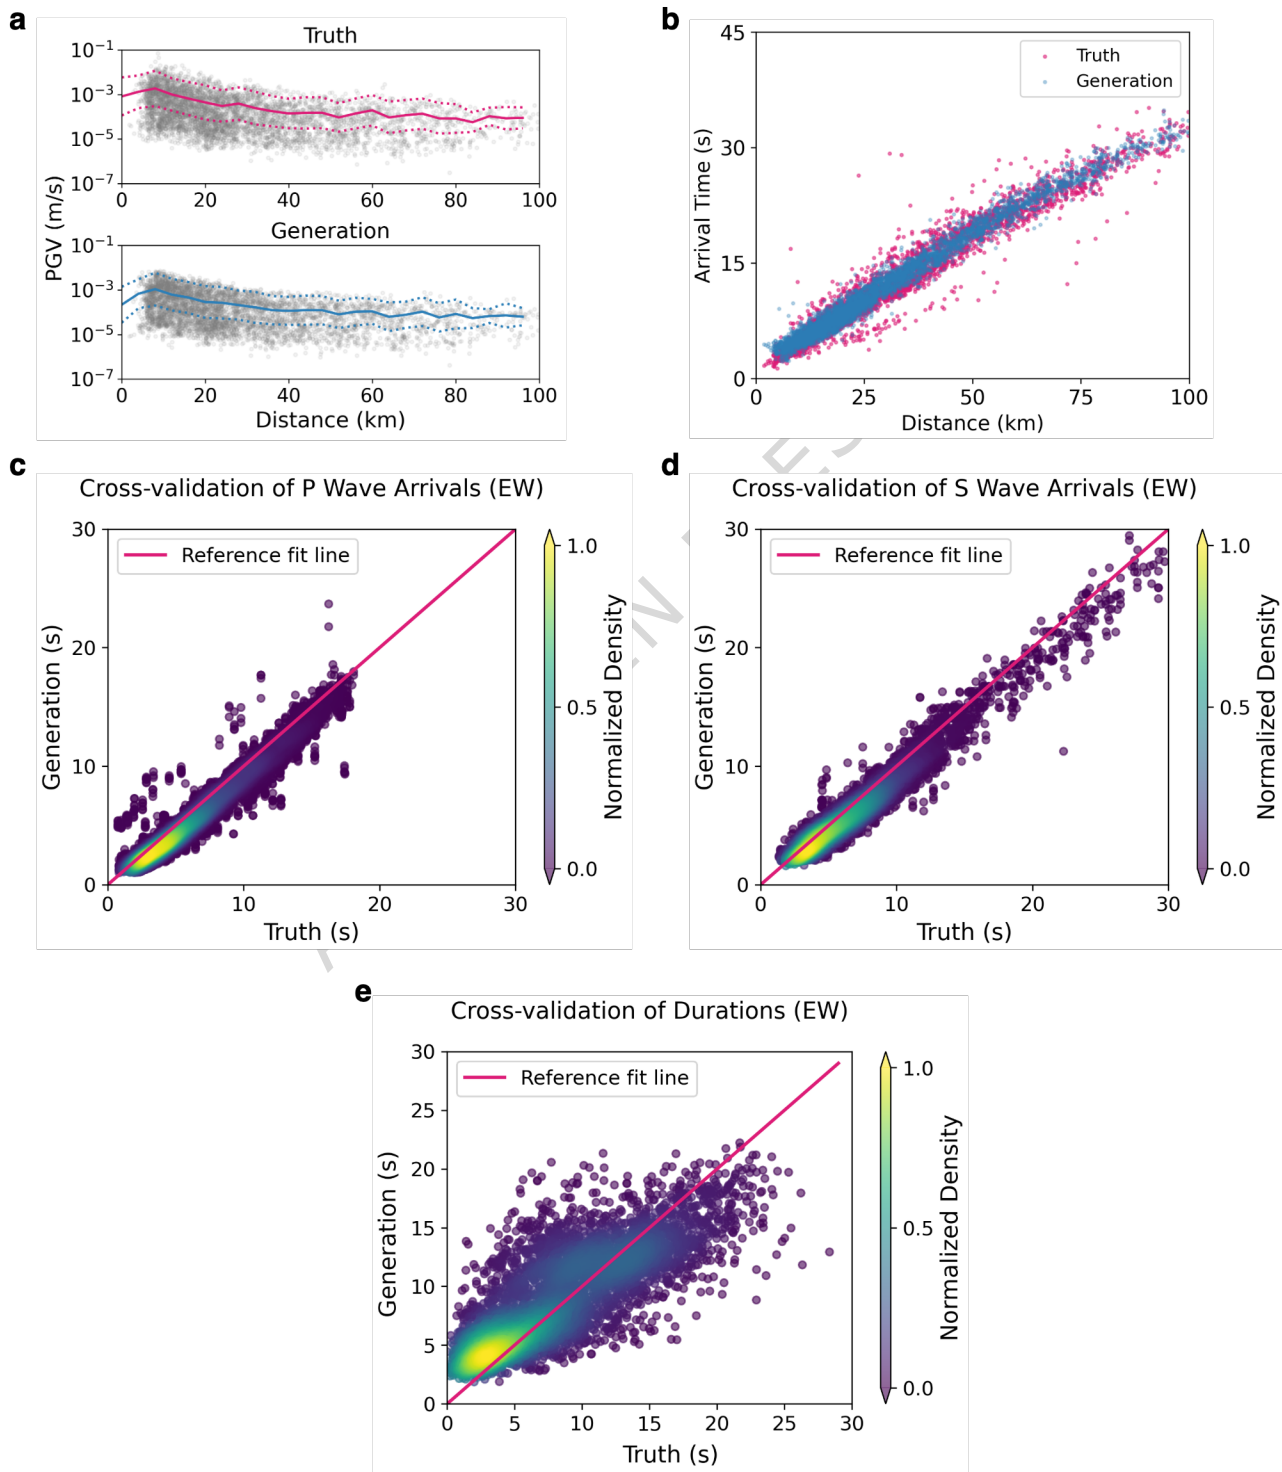 a
Truth
10⁻¹
10⁻³
10⁻⁵
10⁻⁷
0 20 40 60 80 100
Generation
10⁻¹
10⁻³
10⁻⁵
10⁻⁷
0 20 40 60 80 100
PGV (m/s)
Distance (km)
b
45
30
15
0
Truth
Generation
Arrival Time (s)
0 25 50 75 100
Distance (km)
c
Cross-validation of P Wave Arrivals (EW)
Reference fit line
30
20
10
0
Generation (s)
0 10 20 30
Truth (s)
1.0
0.5
0.0
Normalized Density
d
Cross-validation of S Wave Arrivals (EW)
Reference fit line
30
20
10
0
Generation (s)
0 10 20 30
Truth (s)
1.0
0.5
0.0
Normalized Density
e
Cross-validation of Durations (EW)
Reference fit line
30
25
20
15
10
5
0
Generation (s)
0 5 10 15 20 25 30
Truth (s)
1.0
0.5
0.0
Normalized Density